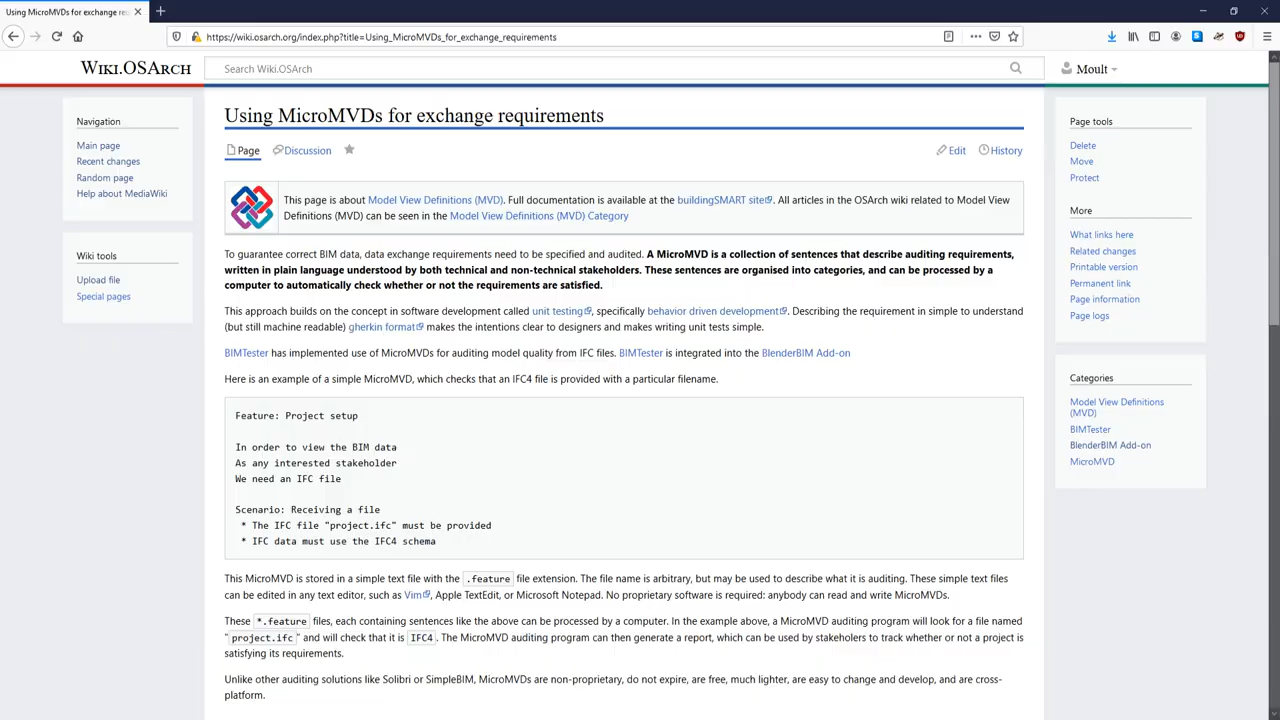 Using MicroMVDs for exchange req
https://wiki.osarch.org/index.php?title=Using_MicroMVDs_for_exchange_requirements
Wiki.OSArch
Search Wiki.OSArch
Moult
Navigation
Main page
Recent changes
Random page
Help about MediaWiki
Wiki tools
Upload file
Special pages
Using MicroMVDs for exchange requirements
Page Discussion
Edit History
This page is about Model View Definitions (MVD). Full documentation is available at the buildingSMART site. All articles in the OSArch wiki related to Model View
Definitions (MVD) can be seen in the Model View Definitions (MVD) Category
To guarantee correct BIM data, data exchange requirements need to be specified and audited. A MicroMVD is a collection of sentences that describe auditing requirements,
written in plain language understood by both technical and non-technical stakeholders. These sentences are organised into categories, and can be processed by a
computer to automatically check whether or not the requirements are satisfied.
This approach builds on the concept in software development called unit testing, specifically behavior driven development. Describing the requirement in simple to understand
(but still machine readable) gherkin format makes the intentions clear to designers and makes writing unit tests simple.
BIMTester has implemented use of MicroMVDs for auditing model quality from IFC files. BIMTester is integrated into the BlenderBIM Add-on
Here is an example of a simple MicroMVD, which checks that an IFC4 file is provided with a particular filename.
Feature: Project setup
In order to view the BIM data
As any interested stakeholder
We need an IFC file
Scenario: Receiving a file
* The IFC file "project.ifc" must be provided
* IFC data must use the IFC4 schema
This MicroMVD is stored in a simple text file with the .feature file extension. The file name is arbitrary, but may be used to describe what it is auditing. These simple text files
can be edited in any text editor, such as Vim, Apple TextEdit, or Microsoft Notepad. No proprietary software is required: anybody can read and write MicroMVDs.
These *.feature files, each containing sentences like the above can be processed by a computer. In the example above, a MicroMVD auditing program will look for a file named
"project.ifc" and will check that it is IFC4. The MicroMVD auditing program can then generate a report, which can be used by stakeholders to track whether or not a project is
satisfying its requirements.
Unlike other auditing solutions like Solibri or SimpleBIM, MicroMVDs are non-proprietary, do not expire, are free, much lighter, are easy to change and develop, and are cross-
platform.
Page tools
Delete
Move
Protect
More
What links here
Related changes
Printable version
Permanent link
Page information
Page logs
Categories
Model View Definitions
(MVD)
BIMTester
BlenderBIM Add-on
MicroMVD